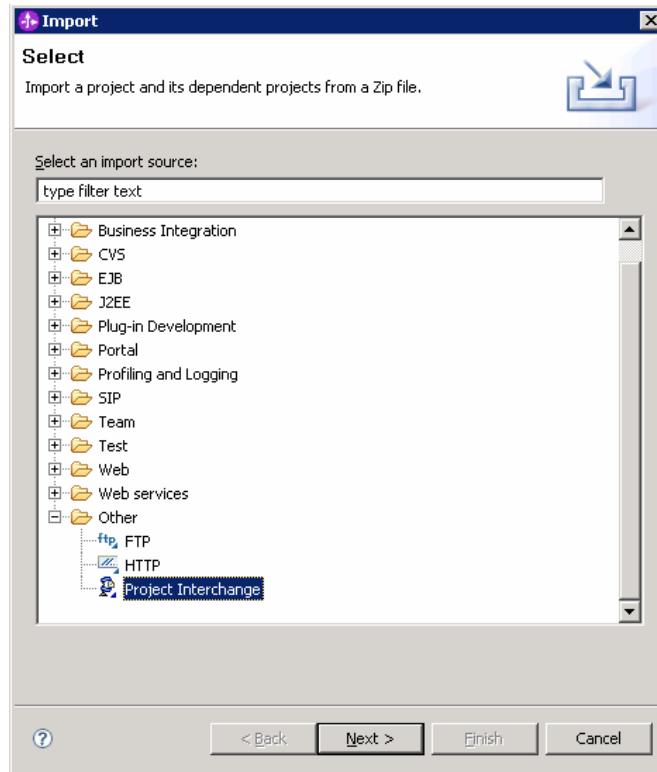 Import
Select
Import a project and its dependent projects from a Zip file.
Select an import source:
type filter text
Business Integration
CVS
EJB
J2EE
Plug-in Development
Portal
Profiling and Logging
SIP
Team
Test
Web
Web services
Other
ftp FTP
HTTP
Project Interchange
? < Back Next > Finish Cancel